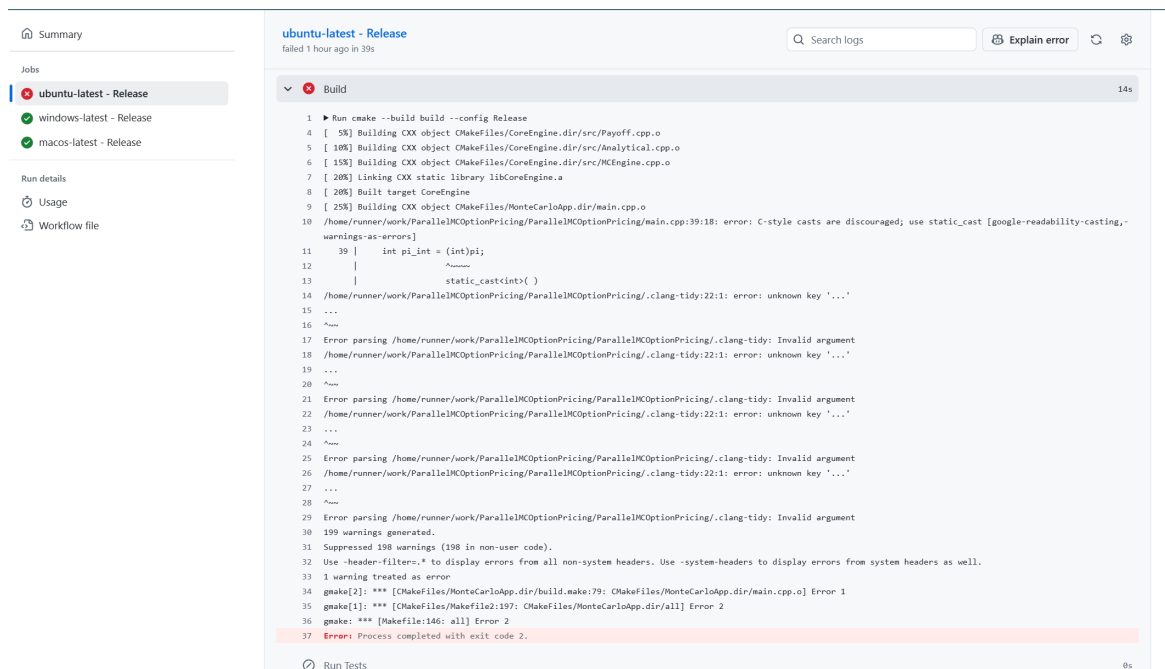 Summary
Jobs
ubuntu-latest - Release
windows-latest - Release
macos-latest - Release
Run details
Usage
Workflow file
ubuntu-latest - Release
failed 1 hour ago in 39s
Search logs
Explain error
Build
14s
1 Run cmake --build build --config Release
4 [  5%] Building CXX object CMakeFiles/CoreEngine.dir/src/Payoff.cpp.o
5 [ 10%] Building CXX object CMakeFiles/CoreEngine.dir/src/Analytical.cpp.o
6 [ 15%] Building CXX object CMakeFiles/CoreEngine.dir/src/MCEngine.cpp.o
7 [ 20%] Linking CXX static library libCoreEngine.a
8 [ 20%] Built target CoreEngine
9 [ 25%] Building CXX object CMakeFiles/MonteCarloApp.dir/main.cpp.o
10 /home/runner/work/ParallelMCOptionPricing/ParallelMCOptionPricing/main.cpp:39:18: error: C-style casts are discouraged; use static_cast [google-readability-casting,-
warnings-as-errors]
11    39 |     int pi_int = (int)pi;
12       |                  ^~~~~
13       |                  static_cast<int>( )
14 /home/runner/work/ParallelMCOptionPricing/ParallelMCOptionPricing/.clang-tidy:22:1: error: unknown key '...'
15 ...
16 ^~~
17 Error parsing /home/runner/work/ParallelMCOptionPricing/ParallelMCOptionPricing/.clang-tidy: Invalid argument
18 /home/runner/work/ParallelMCOptionPricing/ParallelMCOptionPricing/.clang-tidy:22:1: error: unknown key '...'
19 ...
20 ^~~
21 Error parsing /home/runner/work/ParallelMCOptionPricing/ParallelMCOptionPricing/.clang-tidy: Invalid argument
22 /home/runner/work/ParallelMCOptionPricing/ParallelMCOptionPricing/.clang-tidy:22:1: error: unknown key '...'
23 ...
24 ^~~
25 Error parsing /home/runner/work/ParallelMCOptionPricing/ParallelMCOptionPricing/.clang-tidy: Invalid argument
26 /home/runner/work/ParallelMCOptionPricing/ParallelMCOptionPricing/.clang-tidy:22:1: error: unknown key '...'
27 ...
28 ^~~
29 Error parsing /home/runner/work/ParallelMCOptionPricing/ParallelMCOptionPricing/.clang-tidy: Invalid argument
30 199 warnings generated.
31 Suppressed 198 warnings (198 in non-user code).
32 Use -header-filter=.* to display errors from all non-system headers. Use -system-headers to display errors from system headers as well.
33 1 warning treated as error
34 gmake[2]: *** [CMakeFiles/MonteCarloApp.dir/build.make:79: CMakeFiles/MonteCarloApp.dir/main.cpp.o] Error 1
35 gmake[1]: *** [CMakeFiles/Makefile2:197: CMakeFiles/MonteCarloApp.dir/all] Error 2
36 gmake: *** [Makefile:146: all] Error 2
37 Error: Process completed with exit code 2.
Run Tests
0s